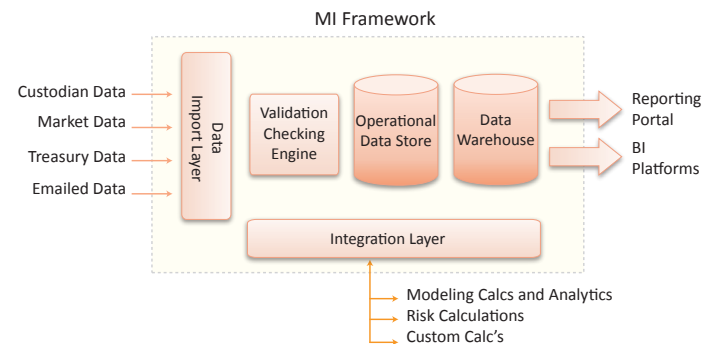 MI Framework
Custodian Data
Market Data
Treasury Data
Emailed Data
Data
Import Layer
Validation
Checking
Engine
Operational
Data Store
Data
Warehouse
Reporting
Portal
BI
Platforms
Integration Layer
Modeling Calcs and Analytics
Risk Calculations
Custom Calc's